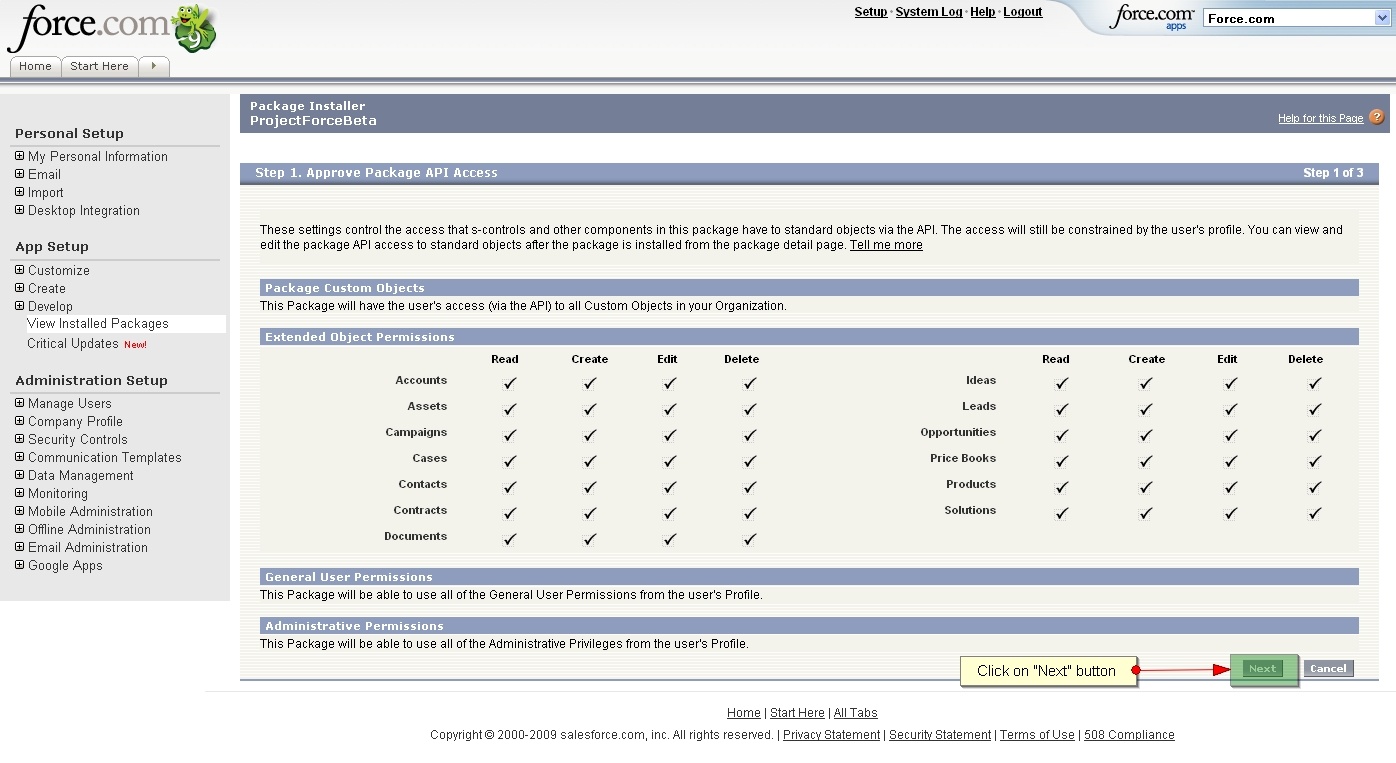 force.com 9
Setup · System Log · Help · Logout
force.com apps
Force.com
Home
Start Here
Package Installer
ProjectForceBeta
Help for this Page ?
Personal Setup
My Personal Information
Email
Import
Desktop Integration
App Setup
Customize
Create
Develop
View Installed Packages
Critical Updates New!
Administration Setup
Manage Users
Company Profile
Security Controls
Communication Templates
Data Management
Monitoring
Mobile Administration
Offline Administration
Email Administration
Google Apps
Step 1. Approve Package API Access
Step 1 of 3
These settings control the access that s-controls and other components in this package have to standard objects via the API. The access will still be constrained by the user's profile. You can view and
edit the package API access to standard objects after the package is installed from the package detail page. Tell me more
Package Custom Objects
This Package will have the user's access (via the API) to all Custom Objects in your Organization.
Extended Object Permissions
Read Create Edit Delete Read Create Edit Delete
Accounts Ideas
Assets Leads
Campaigns Opportunities
Cases Price Books
Contacts Products
Contracts Solutions
Documents
General User Permissions
This Package will be able to use all of the General User Permissions from the user's Profile.
Administrative Permissions
This Package will be able to use all of the Administrative Privileges from the user's Profile.
Click on "Next" button
Next
Cancel
Home | Start Here | All Tabs
Copyright © 2000-2009 salesforce.com, inc. All rights reserved. | Privacy Statement | Security Statement | Terms of Use | 508 Compliance